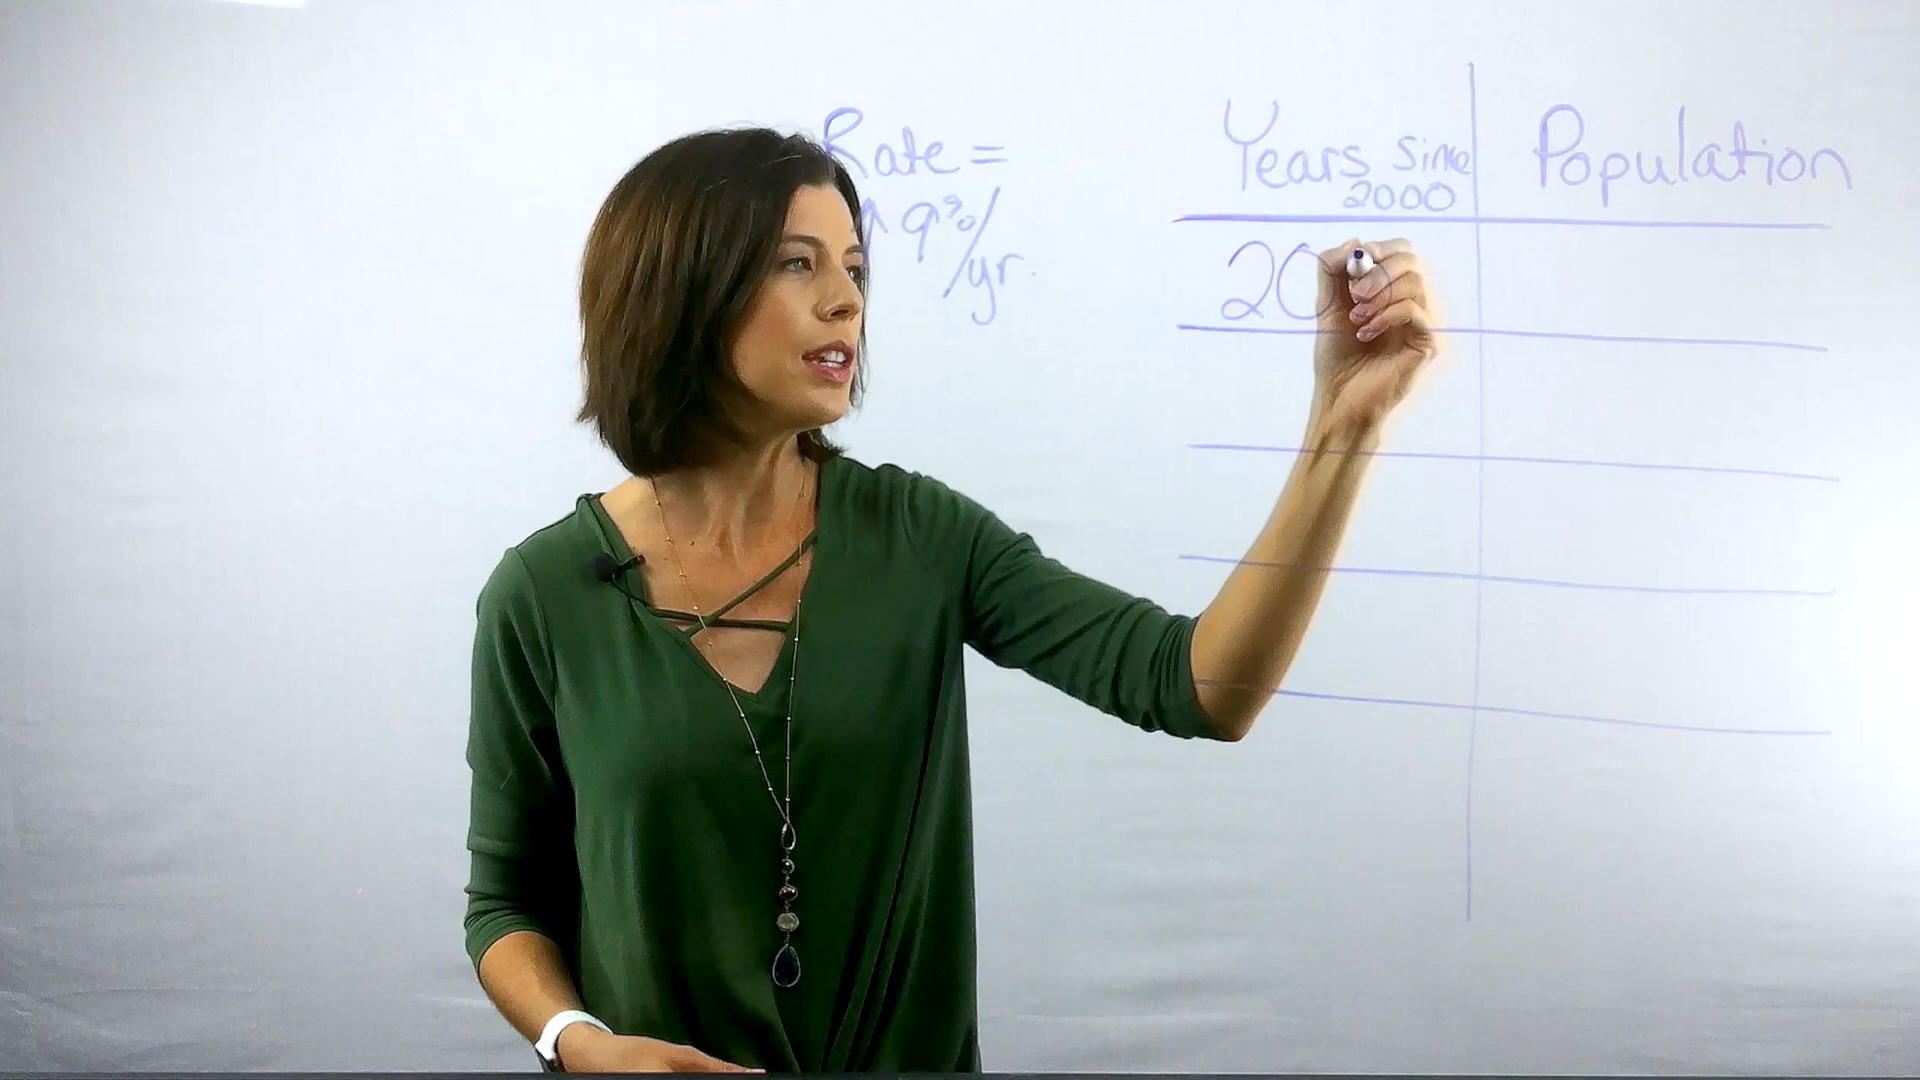 Rate =
↑ 9%/yr.
Years since 2000
Population
20